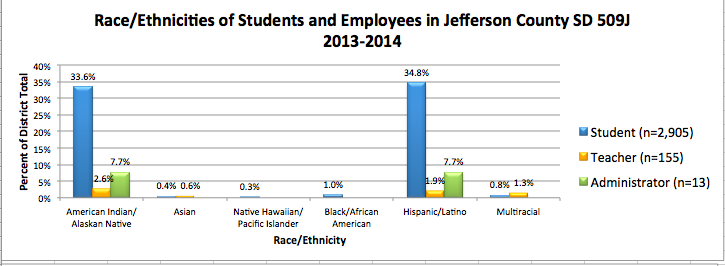 Race/Ethnicities of Students and Employees in Jefferson County SD 509J
2013-2014
Percent of District Total
40%
35%
30%
25%
20%
15%
10%
5%
0%
33.6%
2.6%
7.7%
0.4% 0.6%
0.3%
1.0%
34.8%
1.9%
7.7%
0.8% 1.3%
American Indian/
Alaskan Native
Asian
Native Hawaiian/
Pacific Islander
Black/African
American
Hispanic/Latino
Multiracial
Race/Ethnicity
Student (n=2,905)
Teacher (n=155)
Administrator (n=13)